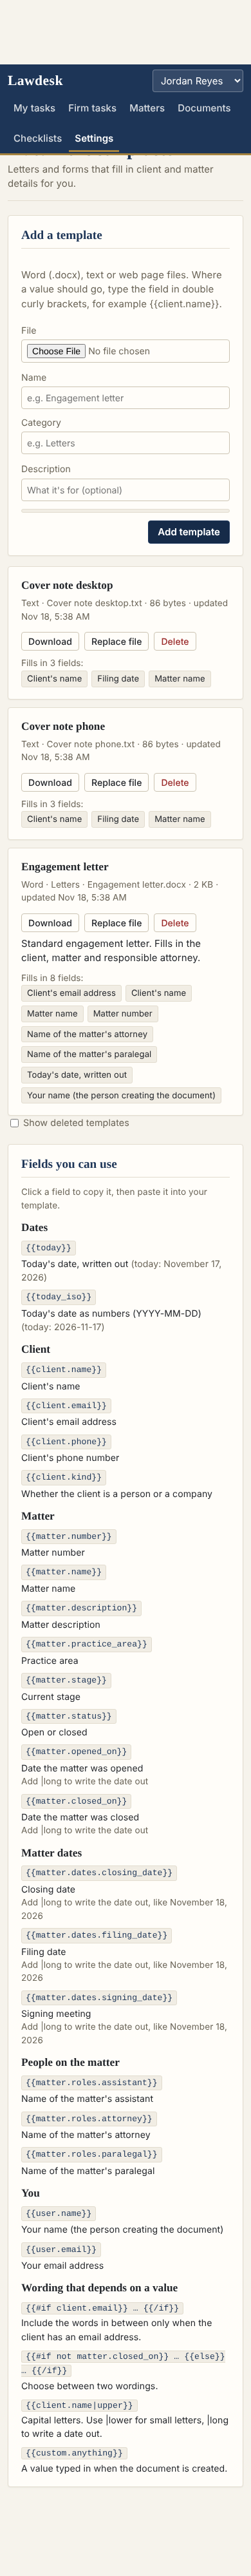 Lawdesk
Jordan Reyes
My tasks Firm tasks Matters Documents
Checklists Settings
Letters and forms that fill in client and matter
details for you.
Add a template
Word (.docx), text or web page files. Where
a value should go, type the field in double
curly brackets, for example {{client.name}}.
File
Choose File No file chosen
Name
e.g. Engagement letter
Category
e.g. Letters
Description
What it's for (optional)
Add template
Cover note desktop
Text · Cover note desktop.txt · 86 bytes · updated
Nov 18, 5:38 AM
Download Replace file Delete
Fills in 3 fields:
Client's name Filing date Matter name
Cover note phone
Text · Cover note phone.txt · 86 bytes · updated
Nov 18, 5:38 AM
Download Replace file Delete
Fills in 3 fields:
Client's name Filing date Matter name
Engagement letter
Word · Letters · Engagement letter.docx · 2 KB ·
updated Nov 18, 5:38 AM
Download Replace file Delete
Standard engagement letter. Fills in the
client, matter and responsible attorney.
Fills in 8 fields:
Client's email address Client's name
Matter name Matter number
Name of the matter's attorney
Name of the matter's paralegal
Today's date, written out
Your name (the person creating the document)
Show deleted templates
Fields you can use
Click a field to copy it, then paste it into your
template.
Dates
{{today}}
Today's date, written out (today: November 17,
2026)
{{today_iso}}
Today's date as numbers (YYYY-MM-DD)
(today: 2026-11-17)
Client
{{client.name}}
Client's name
{{client.email}}
Client's email address
{{client.phone}}
Client's phone number
{{client.kind}}
Whether the client is a person or a company
Matter
{{matter.number}}
Matter number
{{matter.name}}
Matter name
{{matter.description}}
Matter description
{{matter.practice_area}}
Practice area
{{matter.stage}}
Current stage
{{matter.status}}
Open or closed
{{matter.opened_on}}
Date the matter was opened
Add |long to write the date out
{{matter.closed_on}}
Date the matter was closed
Add |long to write the date out
Matter dates
{{matter.dates.closing_date}}
Closing date
Add |long to write the date out, like November 18,
2026
{{matter.dates.filing_date}}
Filing date
Add |long to write the date out, like November 18,
2026
{{matter.dates.signing_date}}
Signing meeting
Add |long to write the date out, like November 18,
2026
People on the matter
{{matter.roles.assistant}}
Name of the matter's assistant
{{matter.roles.attorney}}
Name of the matter's attorney
{{matter.roles.paralegal}}
Name of the matter's paralegal
You
{{user.name}}
Your name (the person creating the document)
{{user.email}}
Your email address
Wording that depends on a value
{{#if client.email}} … {{/if}}
Include the words in between only when the
client has an email address.
{{#if not matter.closed_on}} … {{else}}
… {{/if}}
Choose between two wordings.
{{client.name|upper}}
Capital letters. Use |lower for small letters, |long
to write a date out.
{{custom.anything}}
A value typed in when the document is created.